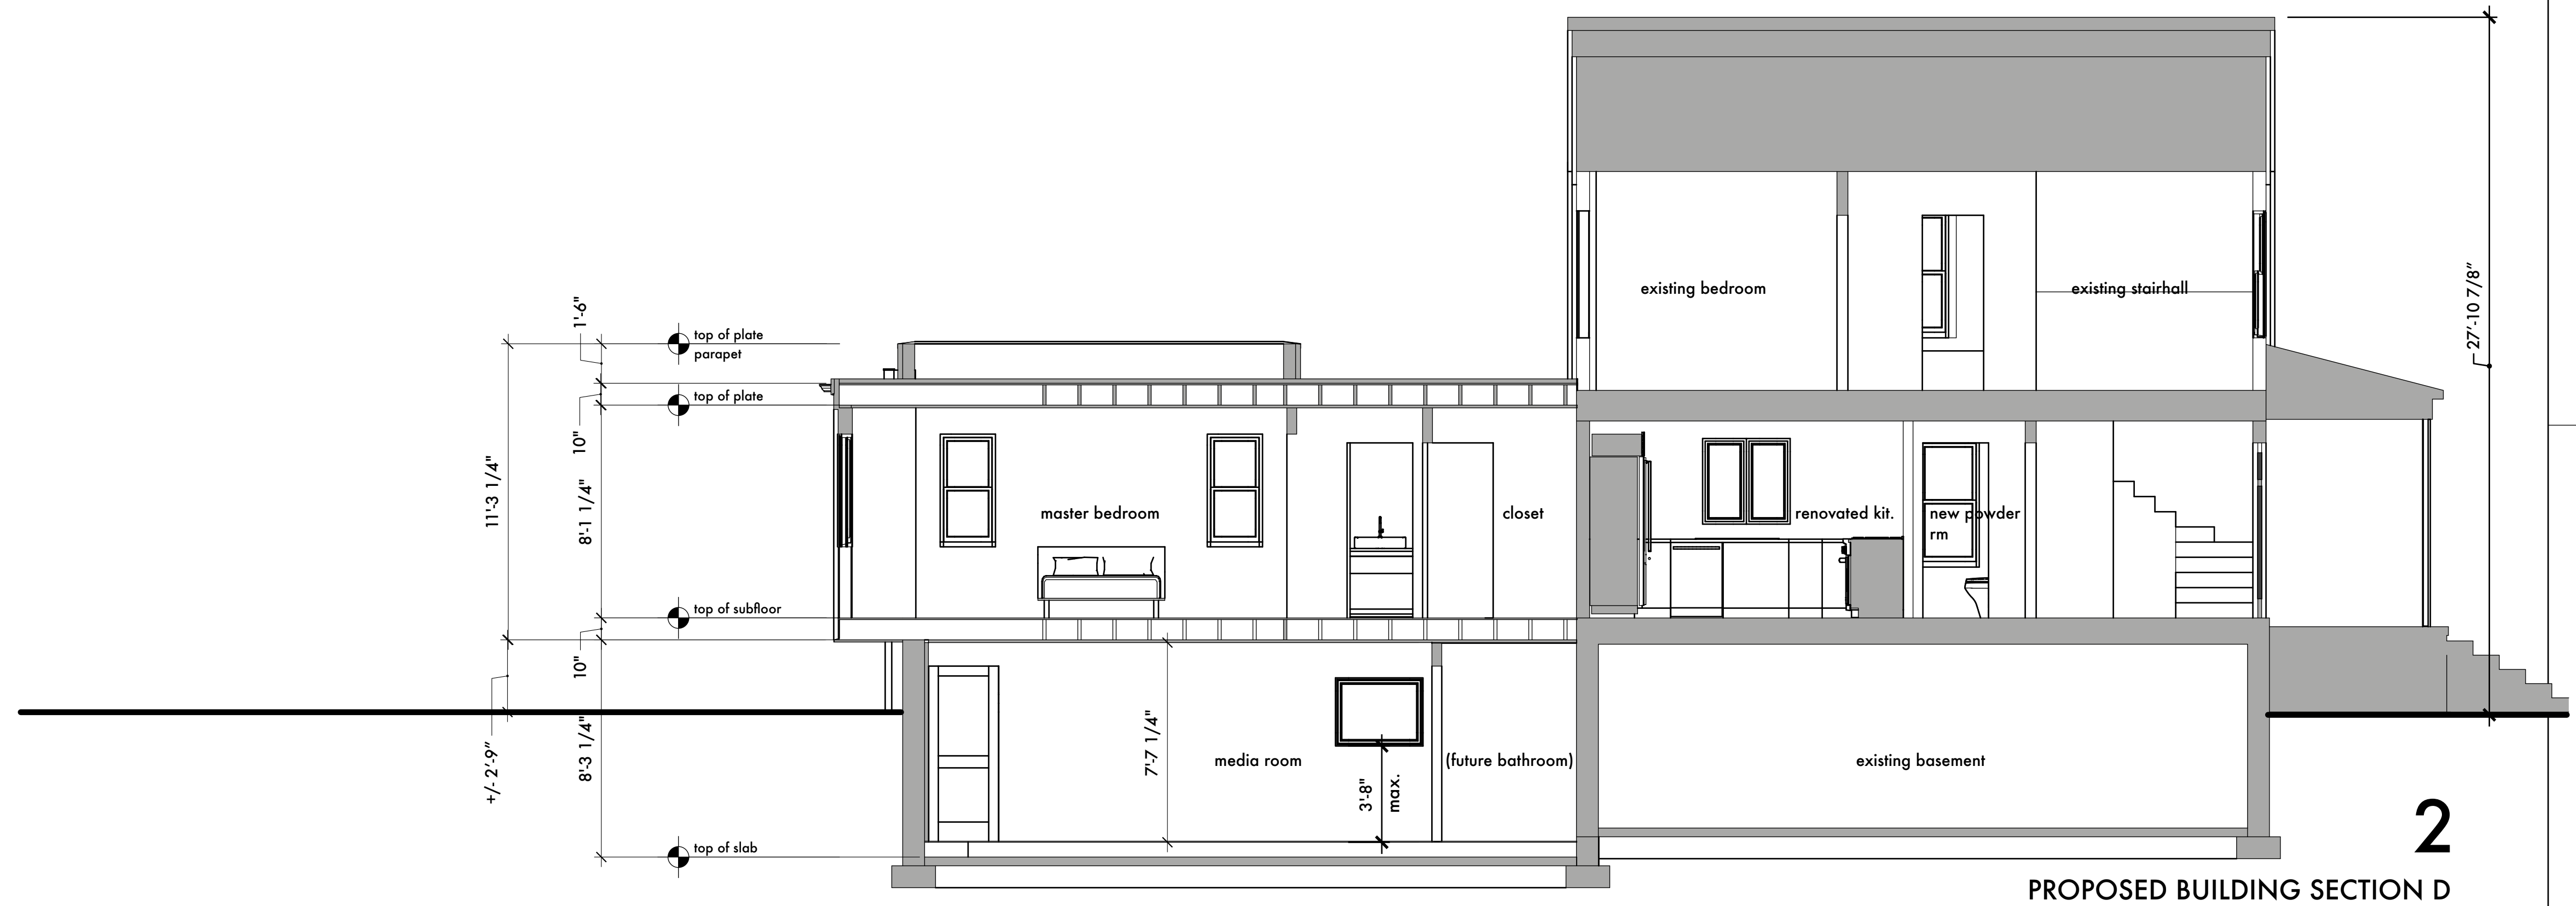 27'-10 7/8"
existing bedroom
existing stairhall
1'-6"
top of plate
parapet
top of plate
10"
11'-3 1/4"
8'-1 1/4"
master bedroom
closet
renovated kit.
new powder
rm
top of subfloor
10"
+/- 2'-9"
8'-3 1/4"
7'-7 1/4"
media room
3'-8"
max.
(future bathroom)
existing basement
top of slab
2
PROPOSED BUILDING SECTION D